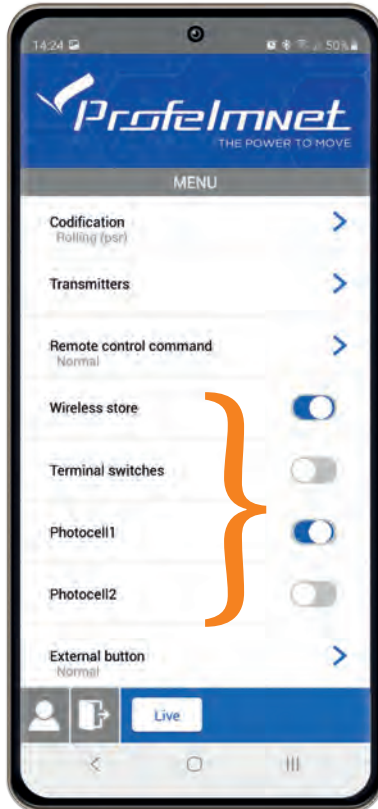 14:24 50%
Profelmnet
THE POWER TO MOVE
MENU
Codification
Rolling (psr)
Transmitters
Remote control command
Normal
Wireless store
Terminal switches
Photocell1
Photocell2
External button
Normal
Live